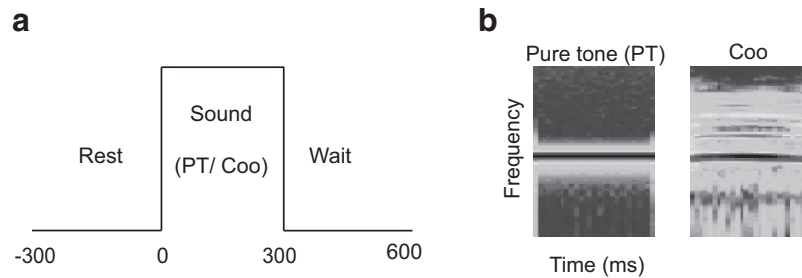 a
Sound
Rest
(PT/ Coo)
Wait
-300
0
300
600
b
Pure tone (PT)
Coo
Frequency
Time (ms)